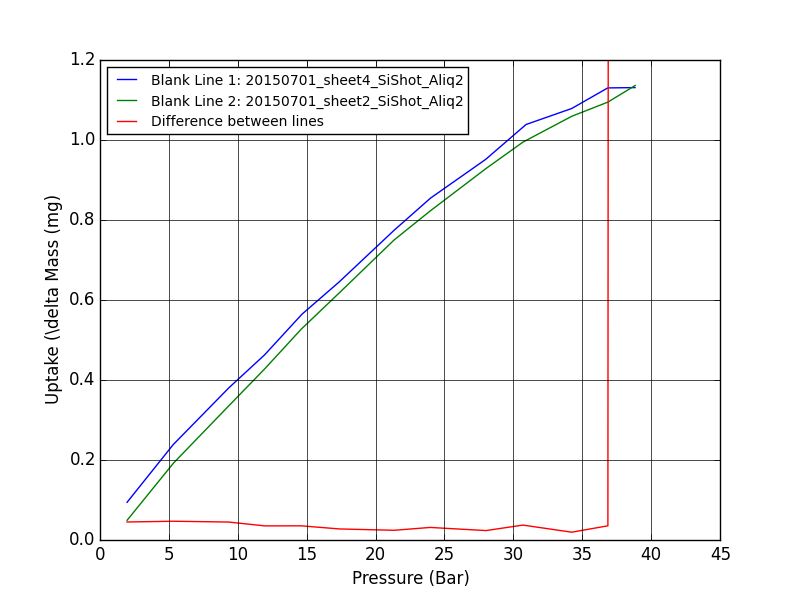 Blank Line 1: 20150701_sheet4_SiShot_Aliq2
Blank Line 2: 20150701_sheet2_SiShot_Aliq2
Difference between lines
1.2
1.0
0.8
0.6
0.4
0.2
0.0
Uptake (\delta Mass (mg)
0 5 10 15 20 25 30 35 40 45
Pressure (Bar)